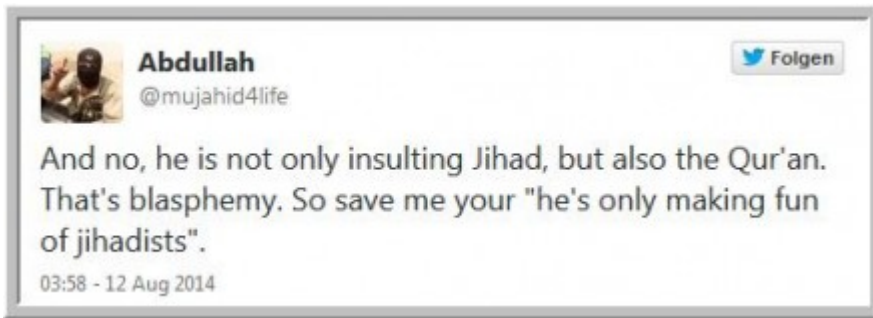 Abdullah
Folgen
@mujahid4life
And no, he is not only insulting Jihad, but also the Qur'an.
That's blasphemy. So save me your "he's only making fun
of jihadists".
03:58 - 12 Aug 2014